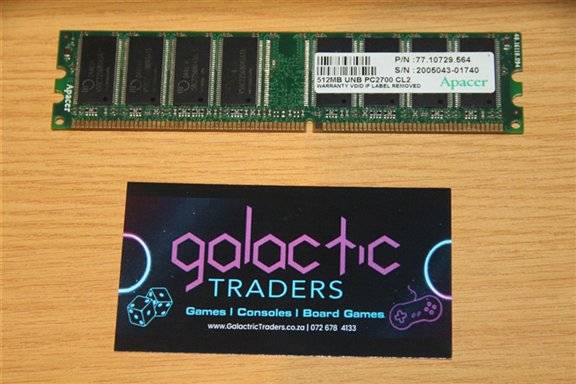 P/N :77.10729.564
S/N :2005043-01740
512MB UNB PC2700 CL2
WARRANTY VOID IF LABEL REMOVED
Apacer
Apacer
galactic
TRADERS
Games | Consoles | Board Games
www.GalactricTraders.co.za | 072 678 4133